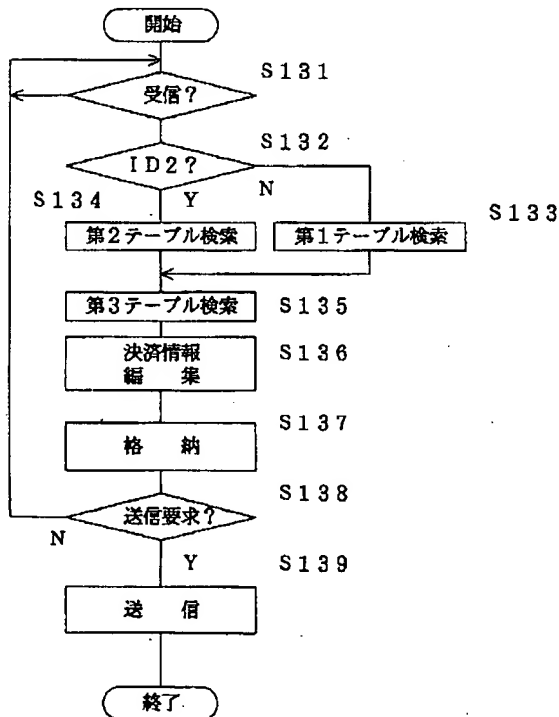 開始
S131
受信?
S132
ID2?
S134
Y
N
S133
第2テーブル検索
第1テーブル検索
第3テーブル検索
S135
決済情報
編 集
S136
S137
格 納
S138
送信要求?
N
Y
S139
送 信
終了